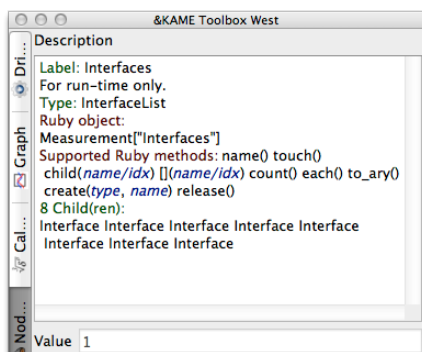 &KAME Toolbox West
Description
Label: Interfaces
For run-time only.
Type: InterfaceList
Ruby object:
Measurement["Interfaces"]
Supported Ruby methods: name() touch()
child(name/idx) [](name/idx) count() each() to_ary()
create(type, name) release()
8 Child(ren):
Interface Interface Interface Interface Interface
Interface Interface Interface
Value 1
Dri...
Graph
Cal...
Nod...